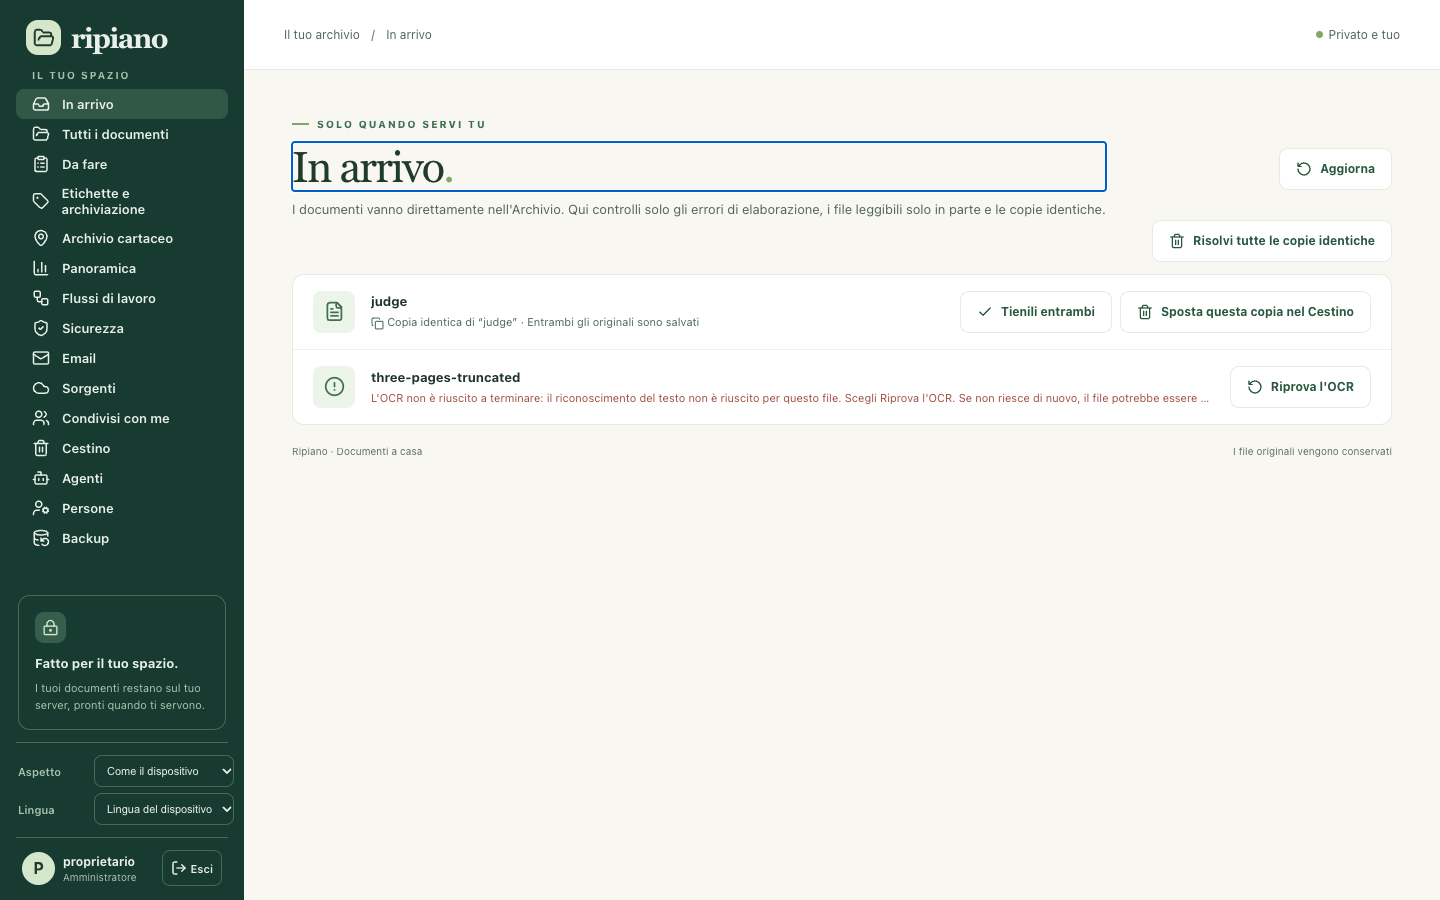 ripiano
IL TUO SPAZIO
In arrivo
Tutti i documenti
Da fare
Etichette e
archiviazione
Archivio cartaceo
Panoramica
Flussi di lavoro
Sicurezza
Email
Sorgenti
Condivisi con me
Cestino
Agenti
Persone
Backup
Fatto per il tuo spazio.
I tuoi documenti restano sul tuo
server, pronti quando ti servono.
Aspetto
Come il dispositivo
Lingua
Lingua del dispositivo
P
proprietario
Amministratore
Esci
Il tuo archivio / In arrivo
Privato e tuo
SOLO QUANDO SERVI TU
In arrivo.
Aggiorna
I documenti vanno direttamente nell'Archivio. Qui controlli solo gli errori di elaborazione, i file leggibili solo in parte e le copie identiche.
Risolvi tutte le copie identiche
judge
Copia identica di “judge” · Entrambi gli originali sono salvati
Tienili entrambi
Sposta questa copia nel Cestino
three-pages-truncated
L'OCR non è riuscito a terminare: il riconoscimento del testo non è riuscito per questo file. Scegli Riprova l'OCR. Se non riesce di nuovo, il file potrebbe essere ...
Riprova l'OCR
Ripiano · Documenti a casa
I file originali vengono conservati